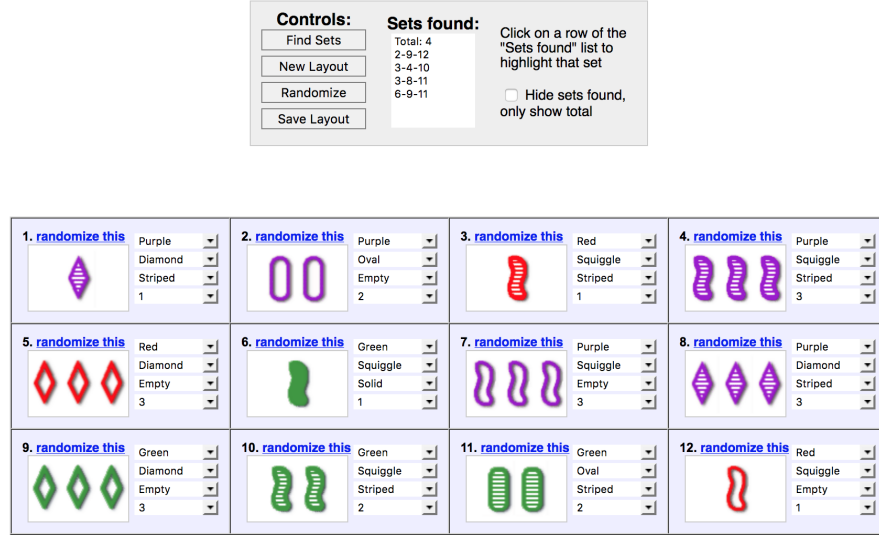 Controls:
Find Sets
New Layout
Randomize
Save Layout
Sets found:
Total: 4
2-9-12
3-4-10
3-8-11
6-9-11
Click on a row of the
"Sets found" list to
highlight that set
Hide sets found,
only show total
1. randomize this
Purple
Diamond
Striped
1
2. randomize this
Purple
Oval
Empty
2
3. randomize this
Red
Squiggle
Striped
1
4. randomize this
Purple
Squiggle
Striped
3
5. randomize this
Red
Diamond
Empty
3
6. randomize this
Green
Squiggle
Solid
1
7. randomize this
Purple
Squiggle
Empty
3
8. randomize this
Purple
Diamond
Striped
3
9. randomize this
Green
Diamond
Empty
3
10. randomize this
Green
Squiggle
Striped
2
11. randomize this
Green
Oval
Striped
2
12. randomize this
Red
Squiggle
Empty
1